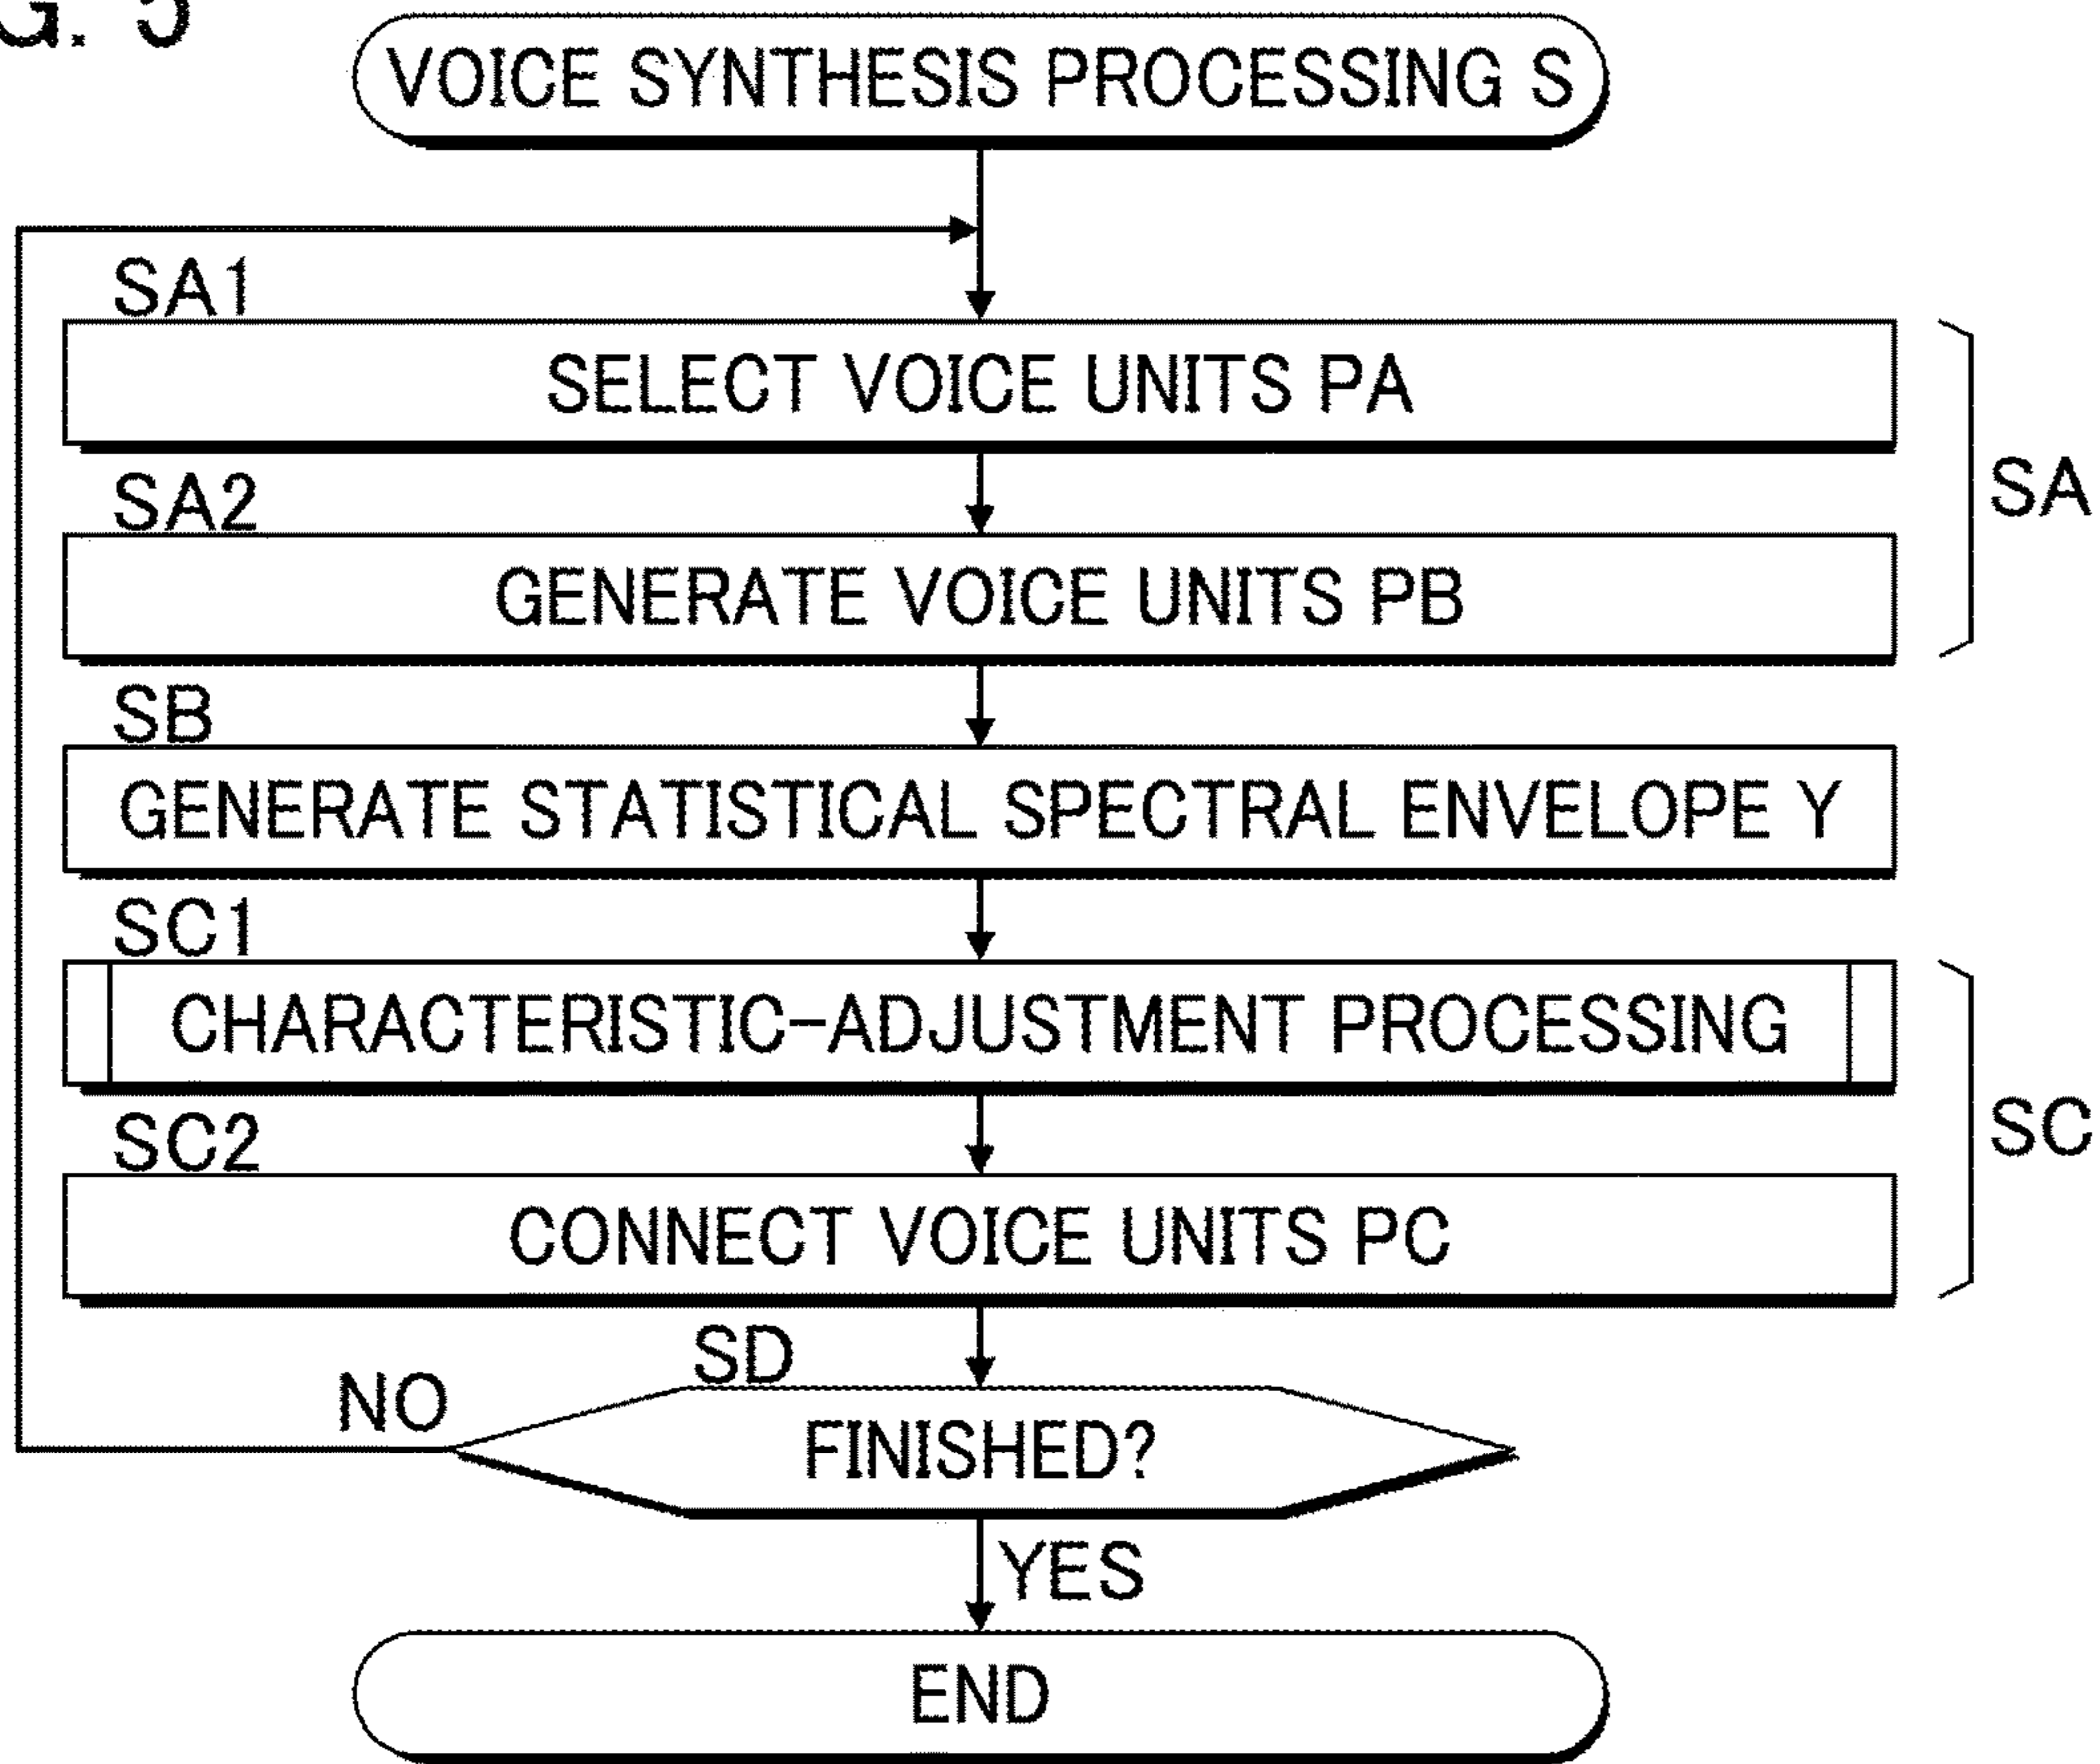 G. 5
VOICE SYNTHESIS PROCESSING S
SA1
SELECT VOICE UNITS PA
SA
SA2
GENERATE VOICE UNITS PB
SB
GENERATE STATISTICAL SPECTRAL ENVELOPE Y
SC1
CHARACTERISTIC-ADJUSTMENT PROCESSING
SC
SC2
CONNECT VOICE UNITS PC
SD
NO
FINISHED?
YES
END